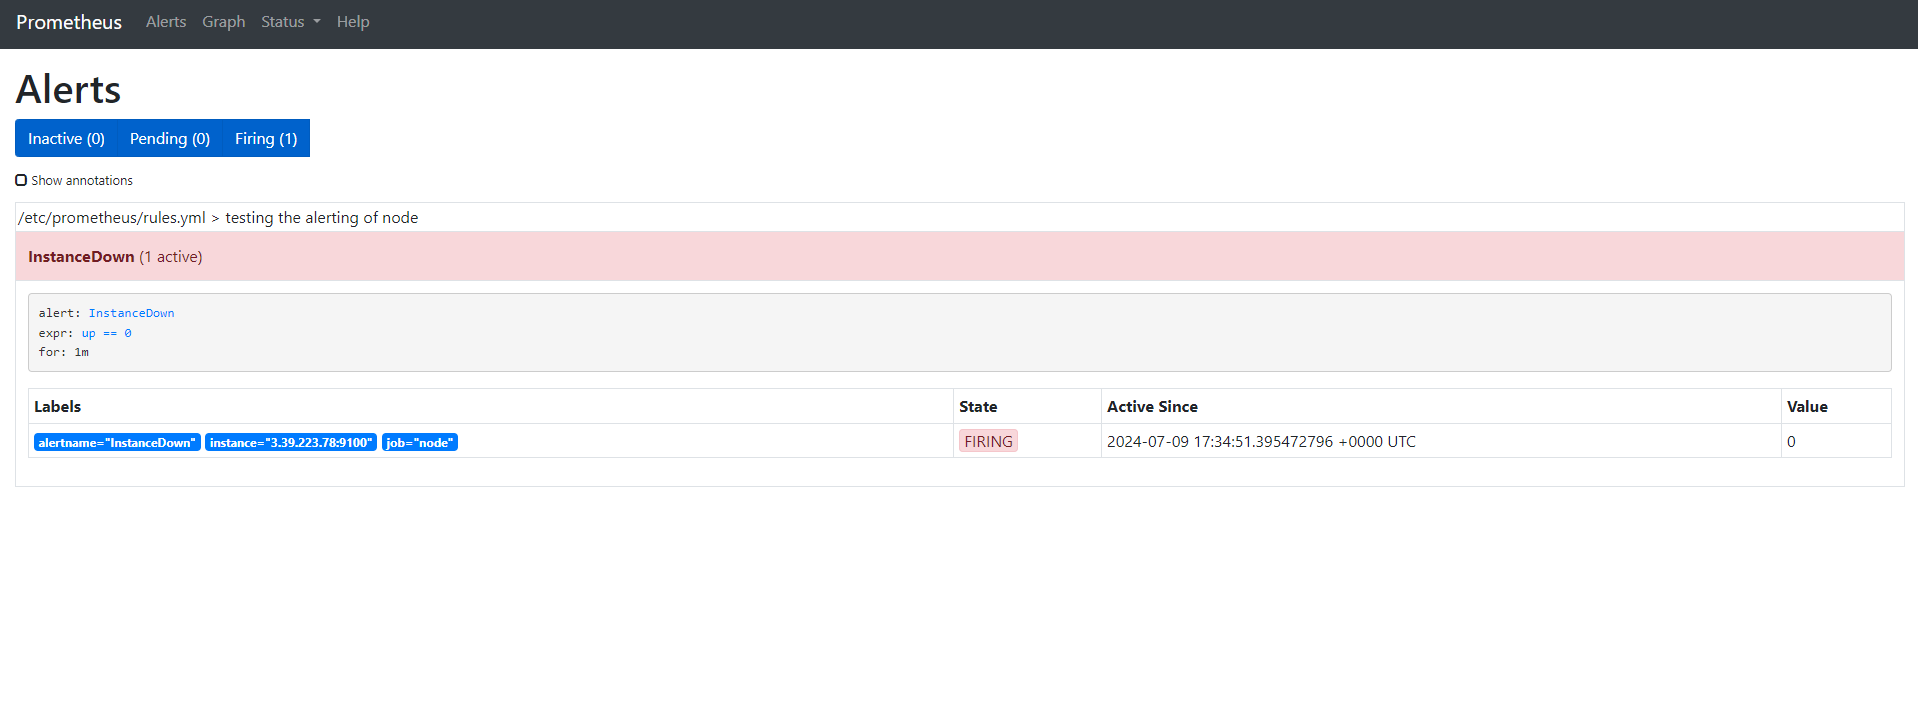 Prometheus Alerts Graph Status Help
Alerts
Inactive (0) Pending (0) Firing (1)
Show annotations
/etc/prometheus/rules.yml > testing the alerting of node
InstanceDown (1 active)
alert: InstanceDown
expr: up == 0
for: 1m
Labels State Active Since Value
alertname="InstanceDown" instance="3.39.223.78:9100" job="node" FIRING 2024-07-09 17:34:51.395472796 +0000 UTC 0